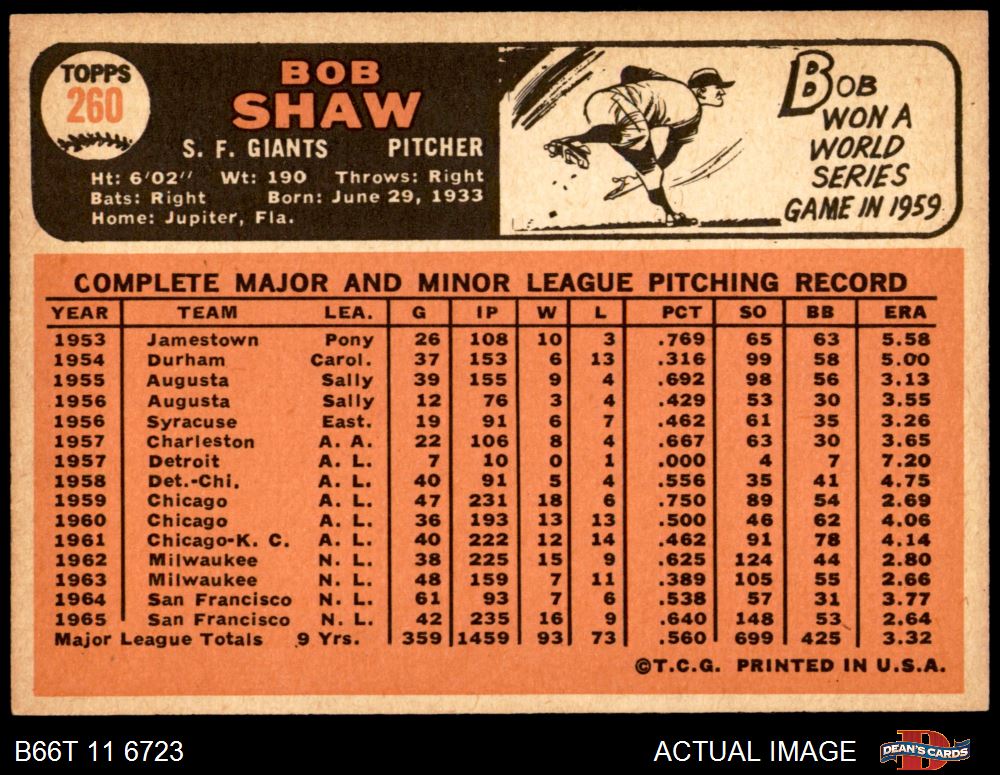 TOPPS
260
BOB
SHAW
S. F. GIANTS PITCHER
Ht: 6'02" Wt: 190 Throws: Right
Bats: Right Born: June 29, 1933
Home: Jupiter, Fla.
BOB
WON A
WORLD
SERIES
GAME IN 1959
COMPLETE MAJOR AND MINOR LEAGUE PITCHING RECORD
YEAR TEAM LEA. G IP W L PCT SO BB ERA
1953 Jamestown Pony 26 108 10 3 .769 65 63 5.58
1954 Durham Carol. 37 153 6 13 .316 99 58 5.00
1955 Augusta Sally 39 155 9 4 .692 98 56 3.13
1956 Augusta Sally 12 76 3 4 .429 53 30 3.55
1956 Syracuse East. 19 91 6 7 .462 61 35 3.26
1957 Charleston A. A. 22 106 8 4 .667 63 30 3.65
1957 Detroit A. L. 7 10 0 1 .000 4 7 7.20
1958 Det.-Chi. A. L. 40 91 5 4 .556 35 41 4.75
1959 Chicago A. L. 47 231 18 6 .750 89 54 2.69
1960 Chicago A. L. 36 193 13 13 .500 46 62 4.06
1961 Chicago-K. C. A. L. 40 222 12 14 .462 91 78 4.14
1962 Milwaukee N. L. 38 225 15 9 .625 124 44 2.80
1963 Milwaukee N. L. 48 159 7 11 .389 105 55 2.66
1964 San Francisco N. L. 61 93 7 6 .538 57 31 3.77
1965 San Francisco N. L. 42 235 16 9 .640 148 53 2.64
Major League Totals 9 Yrs. 359 1459 93 73 .560 699 425 3.32
©T.C.G. PRINTED IN U.S.A.
B66T 11 6723
ACTUAL IMAGE
DEAN'S CARDS